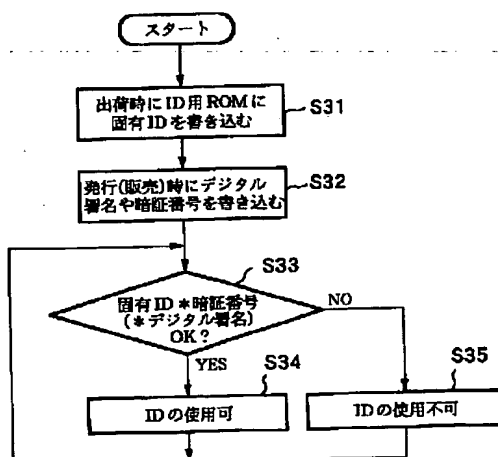 スタート
出荷時にID用ROMに
固有IDを書き込む
S31
発行(販売)時にデジタル
署名や暗証番号を書き込む
S32
S33
固有ID*暗証番号
(*デジタル署名)
OK?
NO
YES
S34
IDの使用可
S35
IDの使用不可